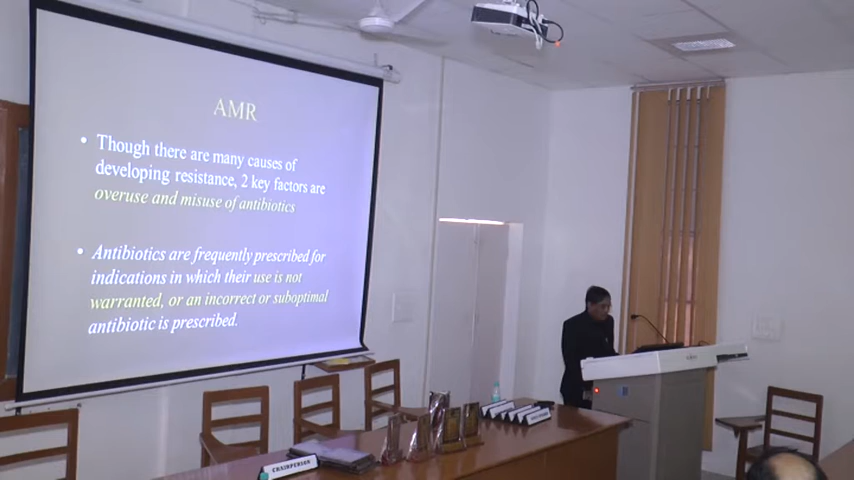 AMR
• Though there are many causes of
developing resistance, 2 key factors are
overuse and misuse of antibiotics
• Antibiotics are frequently prescribed for
indications in which their use is not
warranted, or an incorrect or suboptimal
antibiotic is prescribed.
CHAIRPERSON